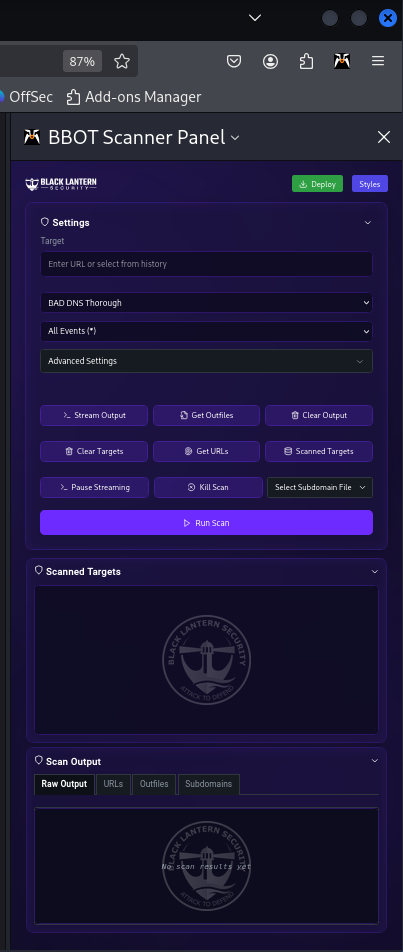 87%
OffSec Add-ons Manager
BBOT Scanner Panel
BLACK LANTERN
SECURITY
Deploy
Styles
Settings
Target
Enter URL or select from history
BAD DNS Thorough
All Events (*)
Advanced Settings
Stream Output
Get Outfiles
Clear Output
Clear Targets
Get URLs
Scanned Targets
Pause Streaming
Kill Scan
Select Subdomain File
Run Scan
Scanned Targets
BLACK LANTERN SECURITY
ATTACK TO DEFEND
Scan Output
Raw Output
URLs
Outfiles
Subdomains
BLACK LANTERN SECURITY
No scan results yet
ATTACK TO DEFEND